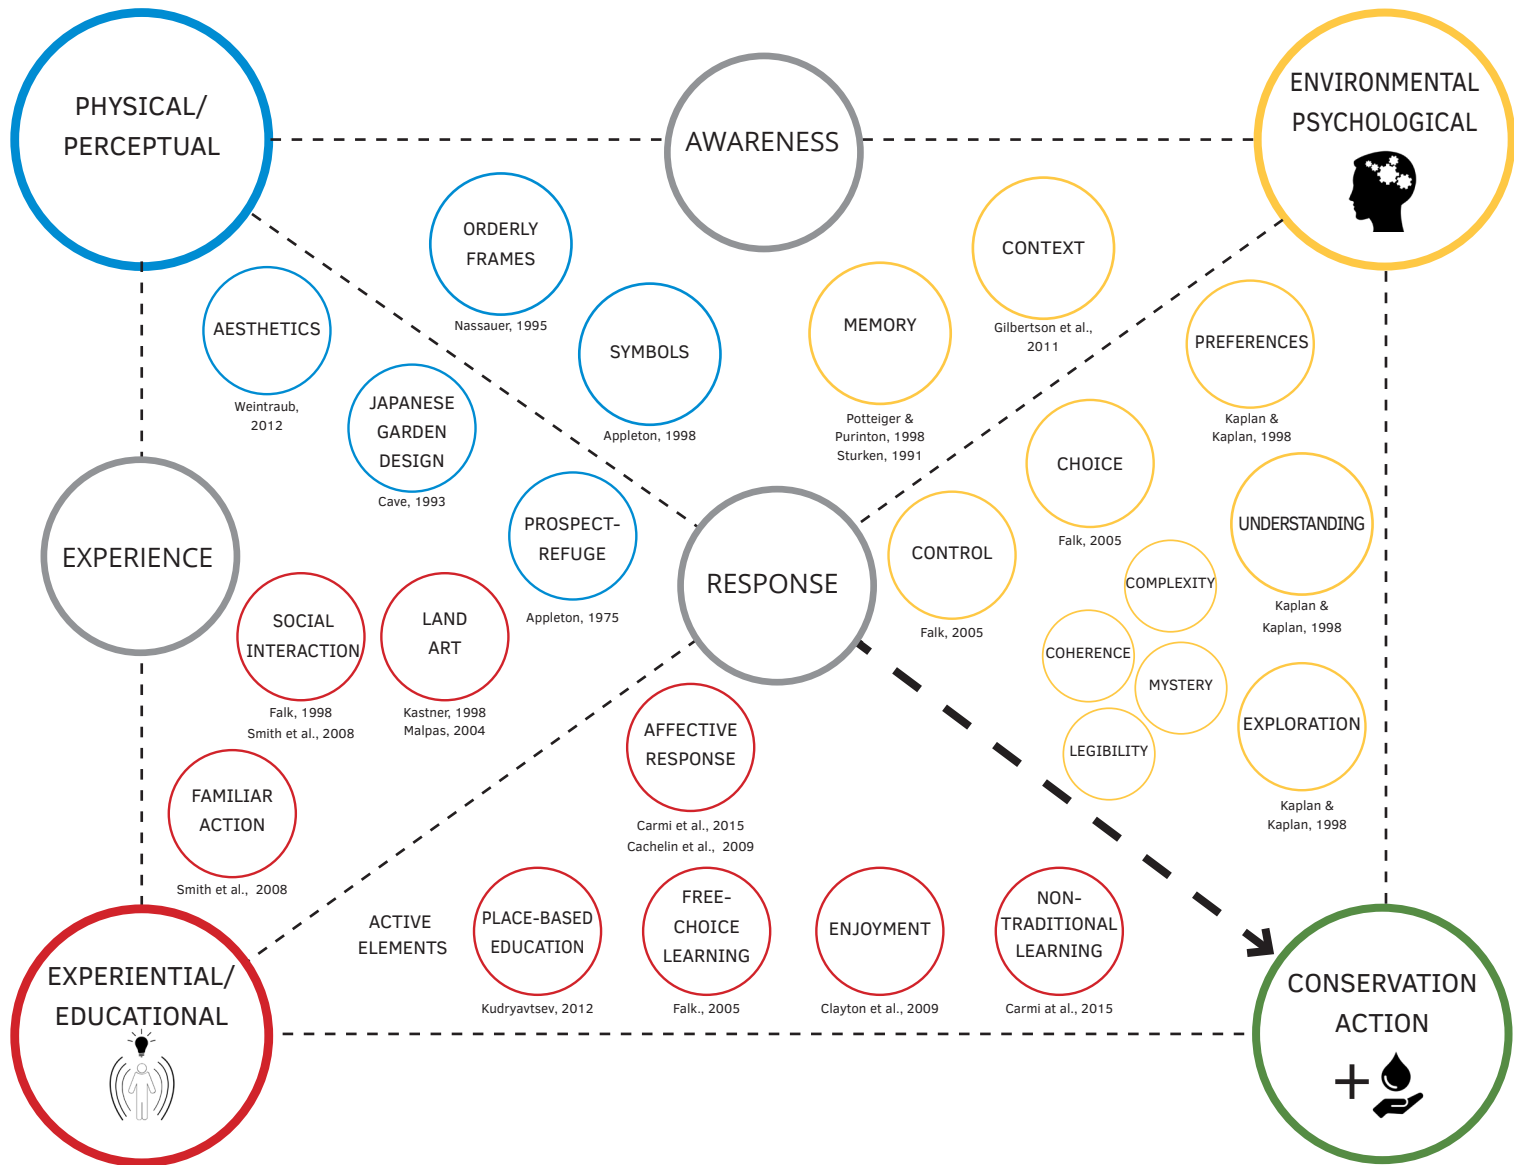 PHYSICAL/
PERCEPTUAL
AWARENESS
ENVIRONMENTAL
PSYCHOLOGICAL
ORDERLY
FRAMES
Nassauer, 1995
AESTHETICS
Weintraub,
2012
SYMBOLS
Appleton, 1998
JAPANESE
GARDEN
DESIGN
Cave, 1993
PROSPECT-
REFUGE
Appleton, 1975
CONTEXT
Gilbertson et al.,
2011
MEMORY
Potteiger &
Purinton, 1998
Sturken, 1991
PREFERENCES
Kaplan &
Kaplan, 1998
CHOICE
Falk, 2005
CONTROL
Falk, 2005
UNDERSTANDING
Kaplan &
Kaplan, 1998
COMPLEXITY
COHERENCE
MYSTERY
LEGIBILITY
EXPLORATION
Kaplan &
Kaplan, 1998
EXPERIENCE
RESPONSE
SOCIAL
INTERACTION
Falk, 1998
Smith et al., 2008
LAND
ART
Kastner, 1998
Malpas, 2004
FAMILIAR
ACTION
Smith et al., 2008
AFFECTIVE
RESPONSE
Carmi et al., 2015
Cachelin et al., 2009
ACTIVE
ELEMENTS
PLACE-BASED
EDUCATION
Kudryavtsev, 2012
FREE-
CHOICE
LEARNING
Falk., 2005
ENJOYMENT
Clayton et al., 2009
NON-
TRADITIONAL
LEARNING
Carmi at al., 2015
EXPERIENTIAL/
EDUCATIONAL
CONSERVATION
ACTION
+